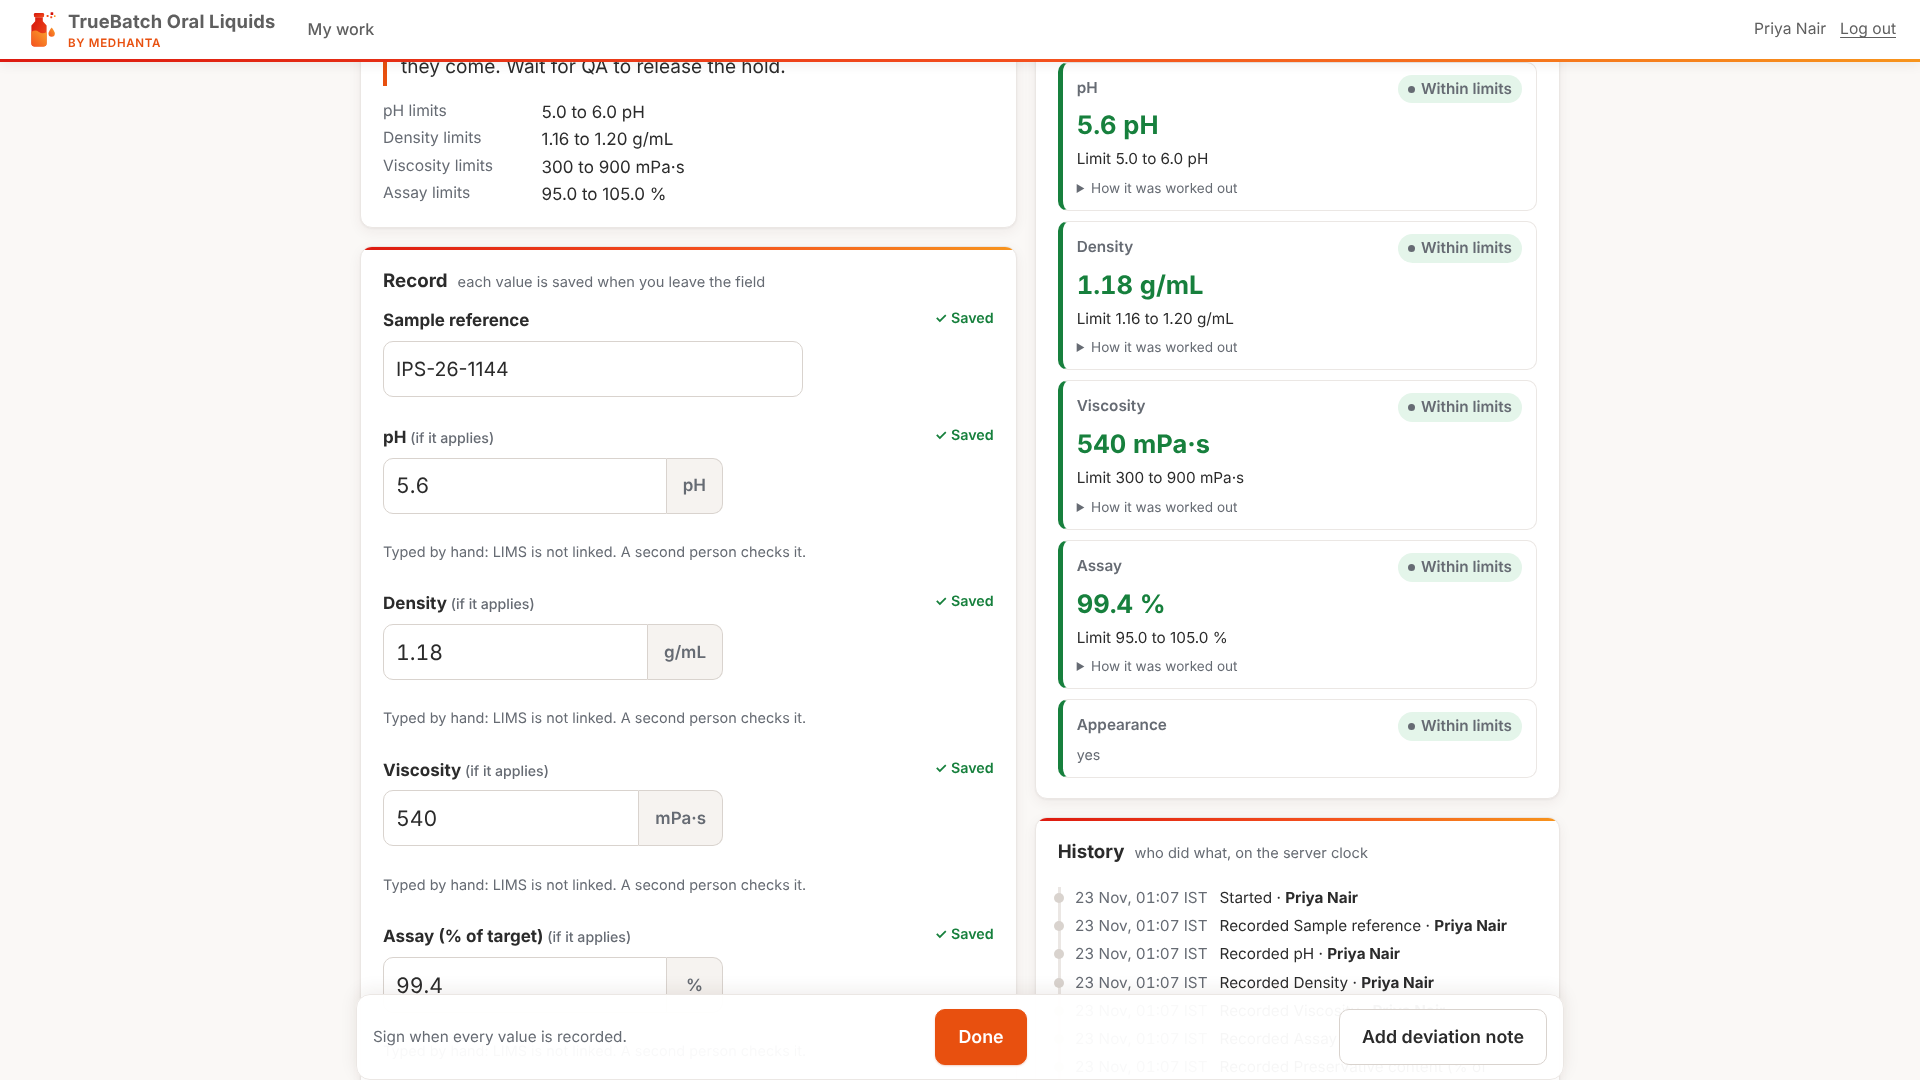 TrueBatch Oral Liquids
BY MEDHANTA
My work
Priya Nair
Log out
they come. Wait for QA to release the hold.
pH limits 5.0 to 6.0 pH
Density limits 1.16 to 1.20 g/mL
Viscosity limits 300 to 900 mPa·s
Assay limits 95.0 to 105.0 %
Record each value is saved when you leave the field
Sample reference ✓ Saved
IPS-26-1144
pH (if it applies) ✓ Saved
5.6 pH
Typed by hand: LIMS is not linked. A second person checks it.
Density (if it applies) ✓ Saved
1.18 g/mL
Typed by hand: LIMS is not linked. A second person checks it.
Viscosity (if it applies) ✓ Saved
540 mPa·s
Typed by hand: LIMS is not linked. A second person checks it.
Assay (% of target) (if it applies) ✓ Saved
99.4 %
pH Within limits
5.6 pH
Limit 5.0 to 6.0 pH
How it was worked out
Density Within limits
1.18 g/mL
Limit 1.16 to 1.20 g/mL
How it was worked out
Viscosity Within limits
540 mPa·s
Limit 300 to 900 mPa·s
How it was worked out
Assay Within limits
99.4 %
Limit 95.0 to 105.0 %
How it was worked out
Appearance Within limits
yes
History who did what, on the server clock
23 Nov, 01:07 IST Started · Priya Nair
23 Nov, 01:07 IST Recorded Sample reference · Priya Nair
23 Nov, 01:07 IST Recorded pH · Priya Nair
23 Nov, 01:07 IST Recorded Density · Priya Nair
Sign when every value is recorded.
Done
Add deviation note